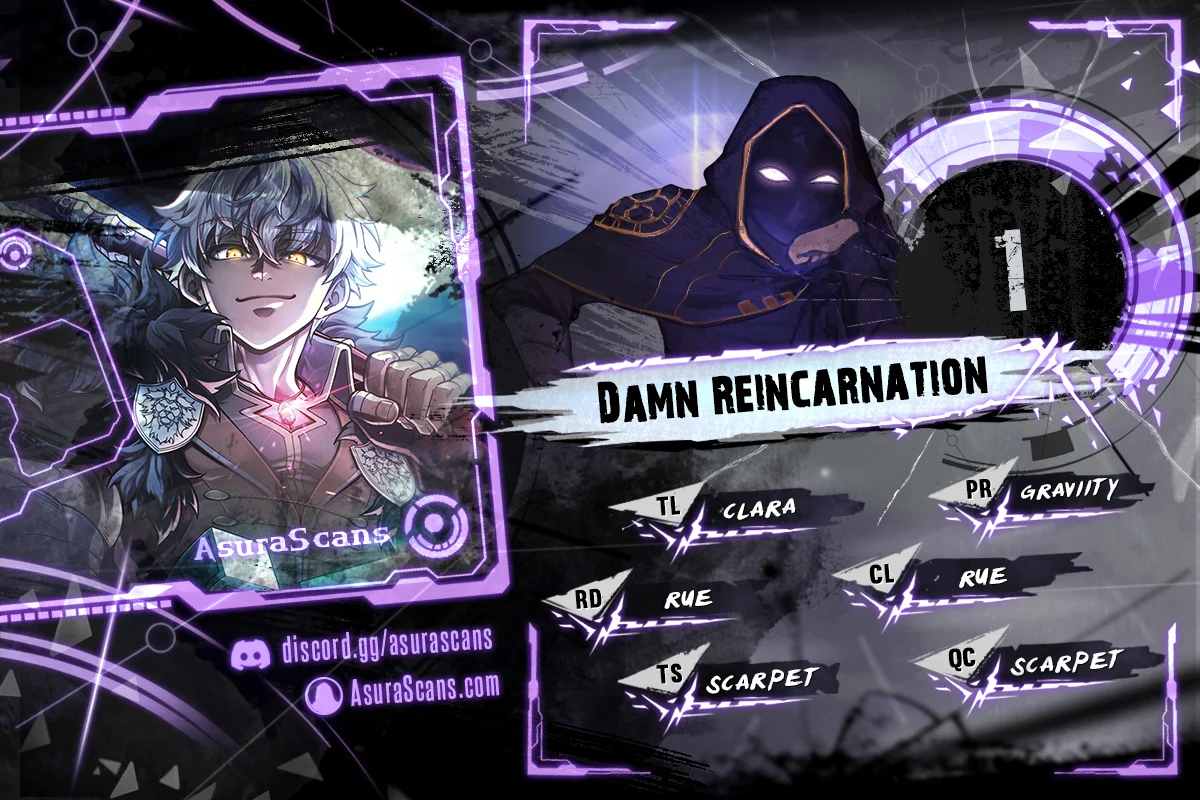 1
DAMN REINCARNATION
TL CLARA
PR GRAVIITY
RD RUE
CL RUE
TS SCARPET
QC SCARPET
AsuraScans
discord.gg/asurascans
AsuraScans.com